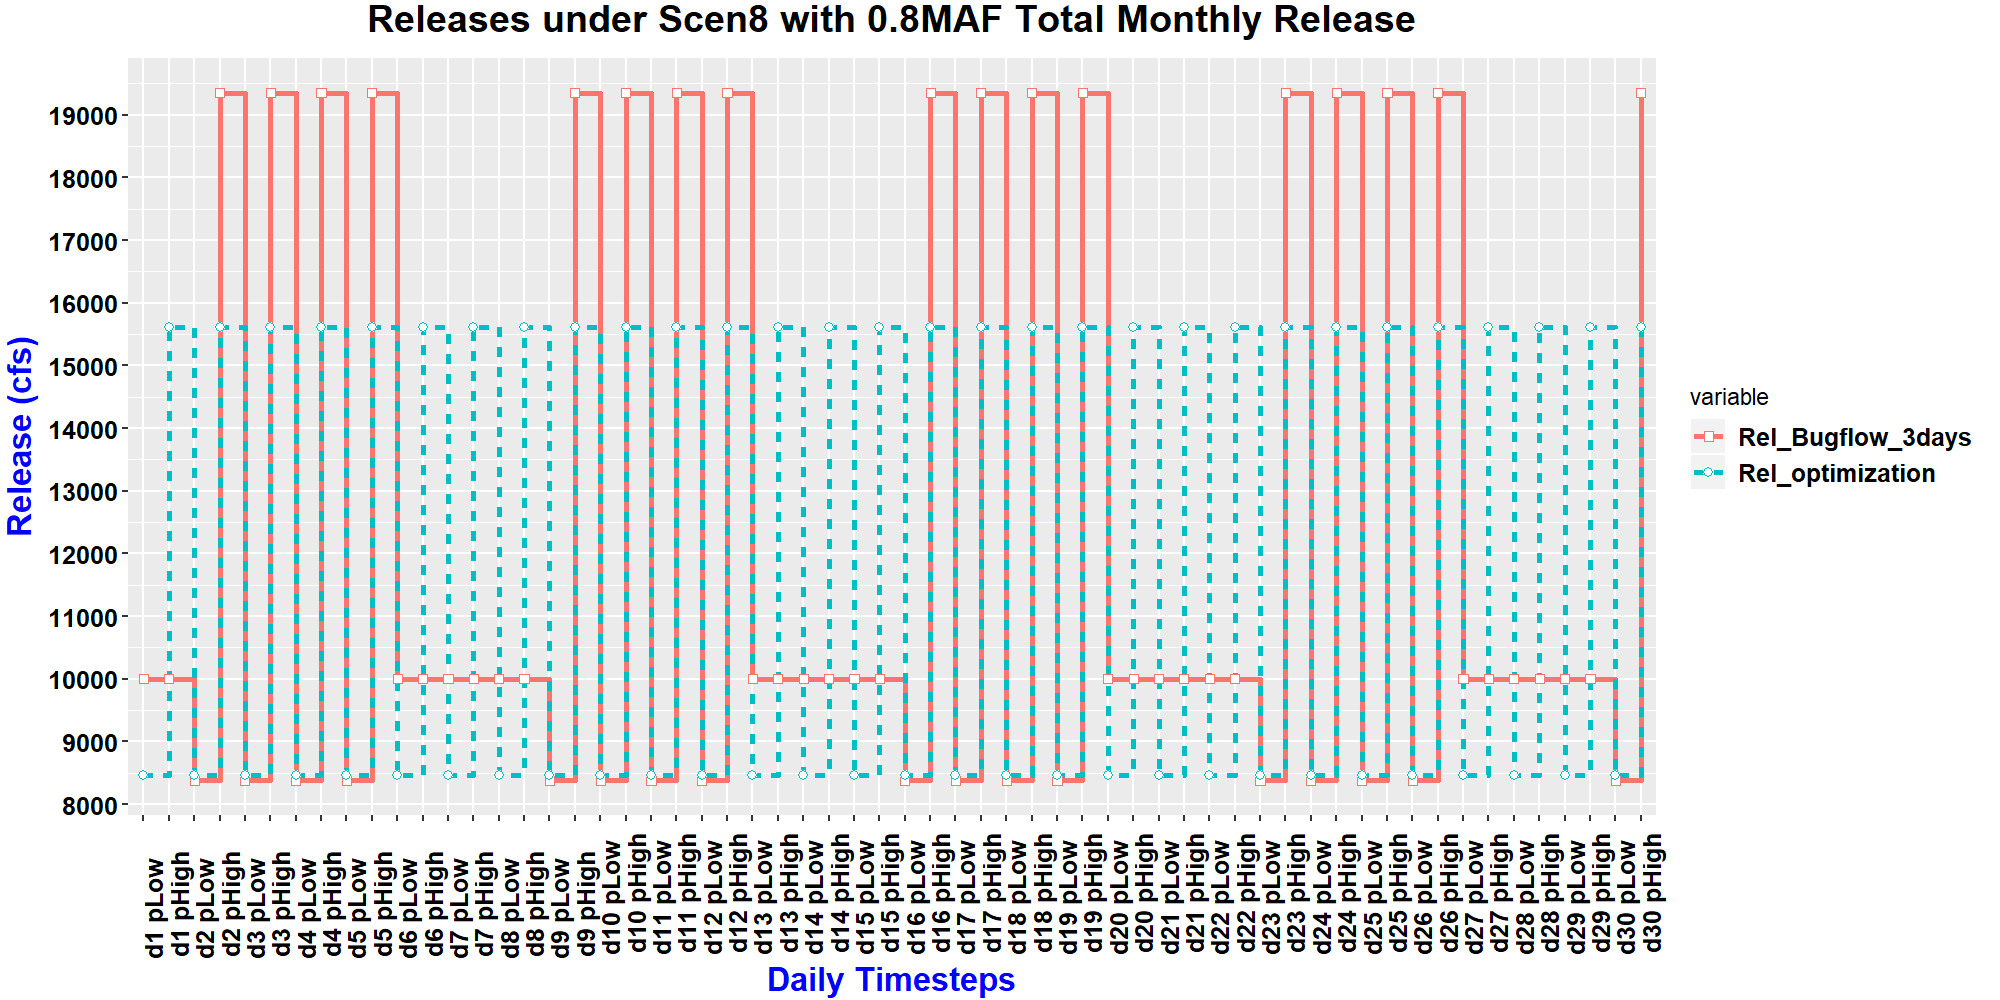 Releases under Scen8 with 0.8MAF Total Monthly Release
Release (cfs)
19000
18000
17000
16000
15000
14000
13000
12000
11000
10000
9000
8000
d1 pLow
d1 pHigh
d2 pLow
d2 pHigh
d3 pLow
d3 pHigh
d4 pLow
d4 pHigh
d5 pLow
d5 pHigh
d6 pLow
d6 pHigh
d7 pLow
d7 pHigh
d8 pLow
d8 pHigh
d9 pLow
d9 pHigh
d10 pLow
d10 pHigh
d11 pLow
d11 pHigh
d12 pLow
d12 pHigh
d13 pLow
d13 pHigh
d14 pLow
d14 pHigh
d15 pLow
d15 pHigh
d16 pLow
d16 pHigh
d17 pLow
d17 pHigh
d18 pLow
d18 pHigh
d19 pLow
d19 pHigh
d20 pLow
d20 pHigh
d21 pLow
d21 pHigh
d22 pLow
d22 pHigh
d23 pLow
d23 pHigh
d24 pLow
d24 pHigh
d25 pLow
d25 pHigh
d26 pLow
d26 pHigh
d27 pLow
d27 pHigh
d28 pLow
d28 pHigh
d29 pLow
d29 pHigh
d30 pLow
d30 pHigh
Daily Timesteps
variable
Rel_Bugflow_3days
Rel_optimization